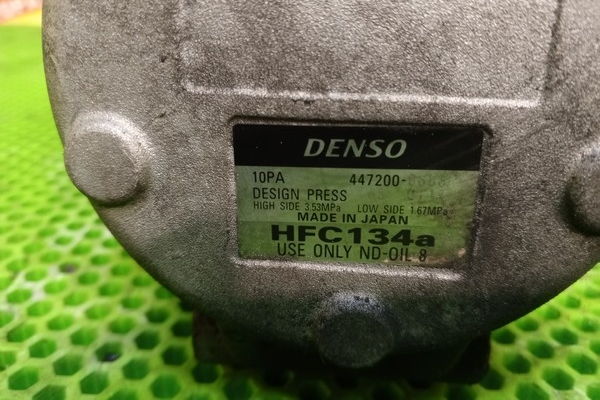 DENSO
10PA 447200-
DESIGN PRESS
HIGH SIDE 3.53MPa LOW SIDE 1.67MPa
MADE IN JAPAN
HFC134a
USE ONLY ND-OIL 8